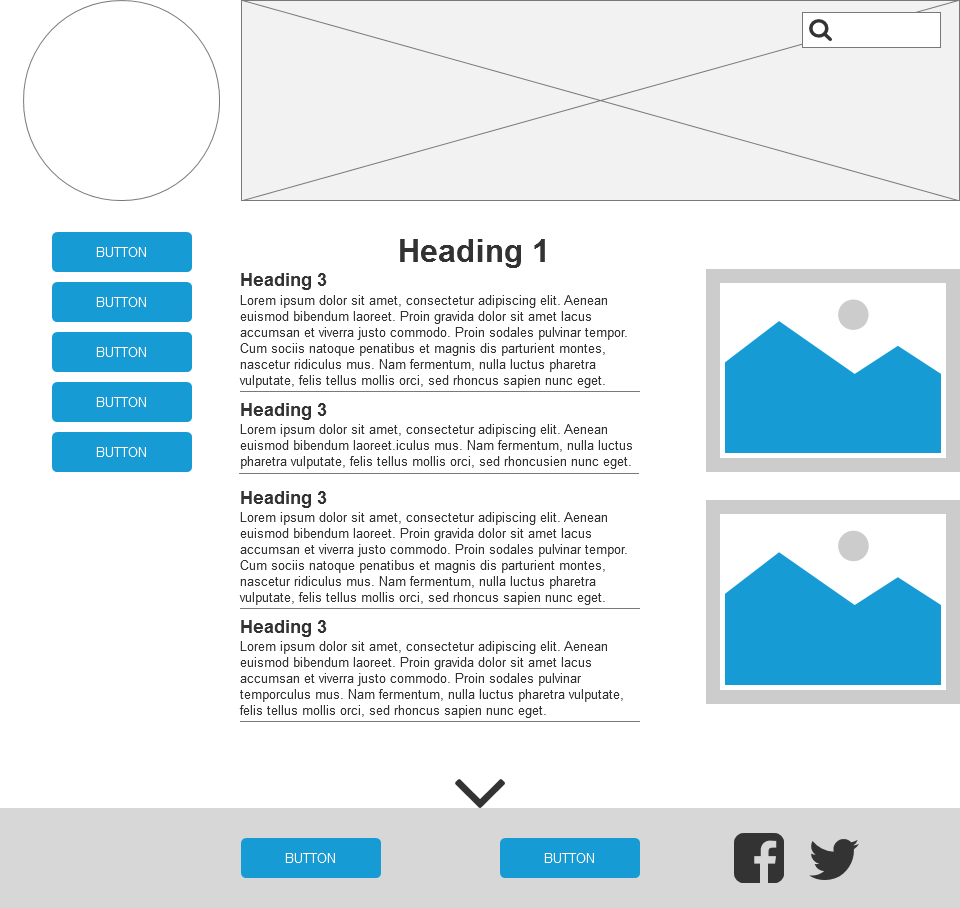 BUTTON
BUTTON
BUTTON
BUTTON
BUTTON
Heading 1
Heading 3
Lorem ipsum dolor sit amet, consectetur adipiscing elit. Aenean
euismod bibendum laoreet. Proin gravida dolor sit amet lacus
accumsan et viverra justo commodo. Proin sodales pulvinar tempor.
Cum sociis natoque penatibus et magnis dis parturient montes,
nascetur ridiculus mus. Nam fermentum, nulla luctus pharetra
vulputate, felis tellus mollis orci, sed rhoncus sapien nunc eget.
Heading 3
Lorem ipsum dolor sit amet, consectetur adipiscing elit. Aenean
euismod bibendum laoreet.iculus mus. Nam fermentum, nulla luctus
pharetra vulputate, felis tellus mollis orci, sed rhoncusien nunc eget.
Heading 3
Lorem ipsum dolor sit amet, consectetur adipiscing elit. Aenean
euismod bibendum laoreet. Proin gravida dolor sit amet lacus
accumsan et viverra justo commodo. Proin sodales pulvinar tempor.
Cum sociis natoque penatibus et magnis dis parturient montes,
nascetur ridiculus mus. Nam fermentum, nulla luctus pharetra
vulputate, felis tellus mollis orci, sed rhoncus sapien nunc eget.
Heading 3
Lorem ipsum dolor sit amet, consectetur adipiscing elit. Aenean
euismod bibendum laoreet. Proin gravida dolor sit amet lacus
accumsan et viverra justo commodo. Proin sodales pulvinar
temporculus mus. Nam fermentum, nulla luctus pharetra vulputate,
felis tellus mollis orci, sed rhoncus sapien nunc eget.
BUTTON
BUTTON